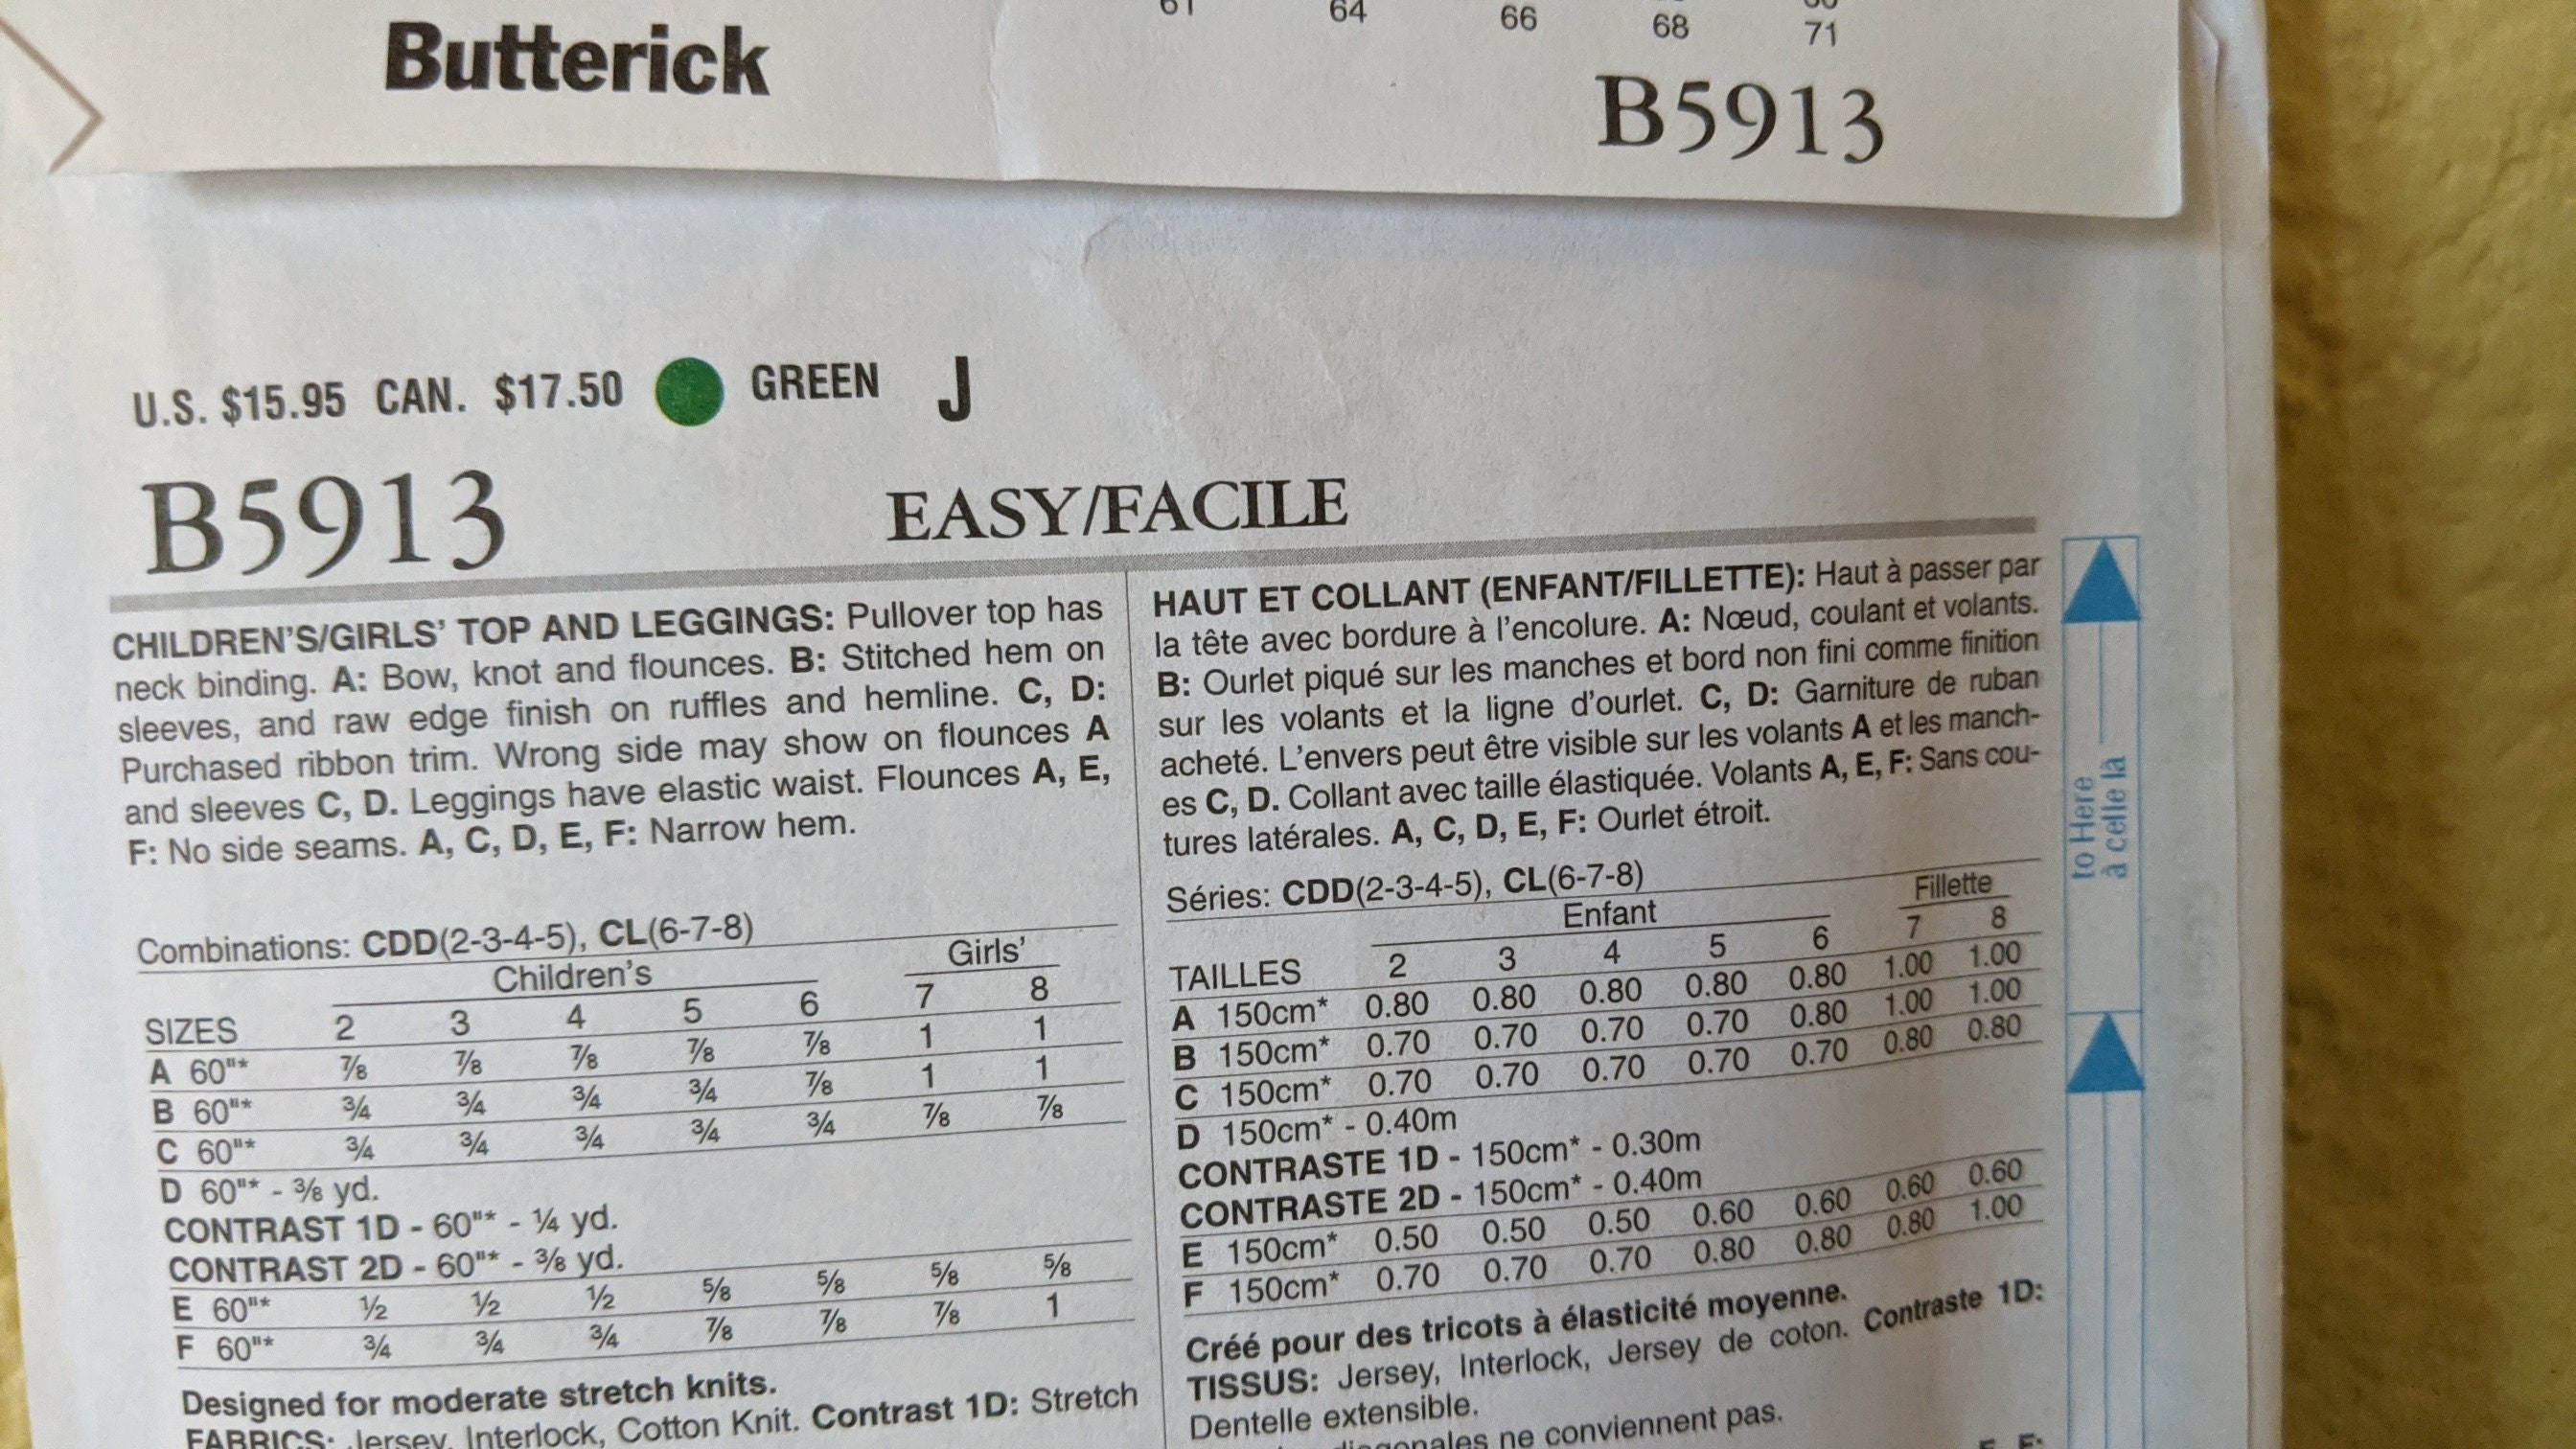 Butterick
61 64 66 68 71
B5913
U.S. $15.95 CAN. $17.50 GREEN J
B5913 EASY/FACILE
CHILDREN'S/GIRLS' TOP AND LEGGINGS: Pullover top has
neck binding. A: Bow, knot and flounces. B: Stitched hem on
sleeves, and raw edge finish on ruffles and hemline. C, D:
Purchased ribbon trim. Wrong side may show on flounces A
and sleeves C, D. Leggings have elastic waist. Flounces A, E,
F: No side seams. A, C, D, E, F: Narrow hem.
Combinations: CDD(2-3-4-5), CL(6-7-8)
Children's Girls'
SIZES 2 3 4 5 6 7 8
A 60"* ⅞ ⅞ ⅞ ⅞ ⅞ 1 1
B 60"* ¾ ¾ ¾ ¾ ⅞ 1 1
C 60"* ¾ ¾ ¾ ¾ ¾ ⅞ ⅞
D 60"* - ⅜ yd.
CONTRAST 1D - 60"* - ¼ yd.
CONTRAST 2D - 60"* - ⅜ yd.
E 60"* ½ ½ ½ ⅝ ⅝ ⅝ ⅝
F 60"* ¾ ¾ ¾ ⅞ ⅞ ⅞ 1
Designed for moderate stretch knits.
FABRICS: Jersey, Interlock, Cotton Knit. Contrast 1D: Stretch
HAUT ET COLLANT (ENFANT/FILLETTE): Haut à passer par
la tête avec bordure à l'encolure. A: Nœud, coulant et volants.
B: Ourlet piqué sur les manches et bord non fini comme finition
sur les volants et la ligne d'ourlet. C, D: Garniture de ruban
acheté. L'envers peut être visible sur les volants A et les manch-
es C, D. Collant avec taille élastiquée. Volants A, E, F: Sans cou-
tures latérales. A, C, D, E, F: Ourlet étroit.
Séries: CDD(2-3-4-5), CL(6-7-8)
Enfant Fillette
TAILLES 2 3 4 5 6 7 8
A 150cm* 0.80 0.80 0.80 0.80 0.80 1.00 1.00
B 150cm* 0.70 0.70 0.70 0.70 0.80 1.00 1.00
C 150cm* 0.70 0.70 0.70 0.70 0.70 0.80 0.80
D 150cm* - 0.40m
CONTRASTE 1D - 150cm* - 0.30m
CONTRASTE 2D - 150cm* - 0.40m
E 150cm* 0.50 0.50 0.50 0.60 0.60 0.60 0.60
F 150cm* 0.70 0.70 0.70 0.80 0.80 0.80 1.00
Créé pour des tricots à élasticité moyenne.
TISSUS: Jersey, Interlock, Jersey de coton. Contraste 1D:
Dentelle extensible.
ne conviennent pas.
to Here
à celle là